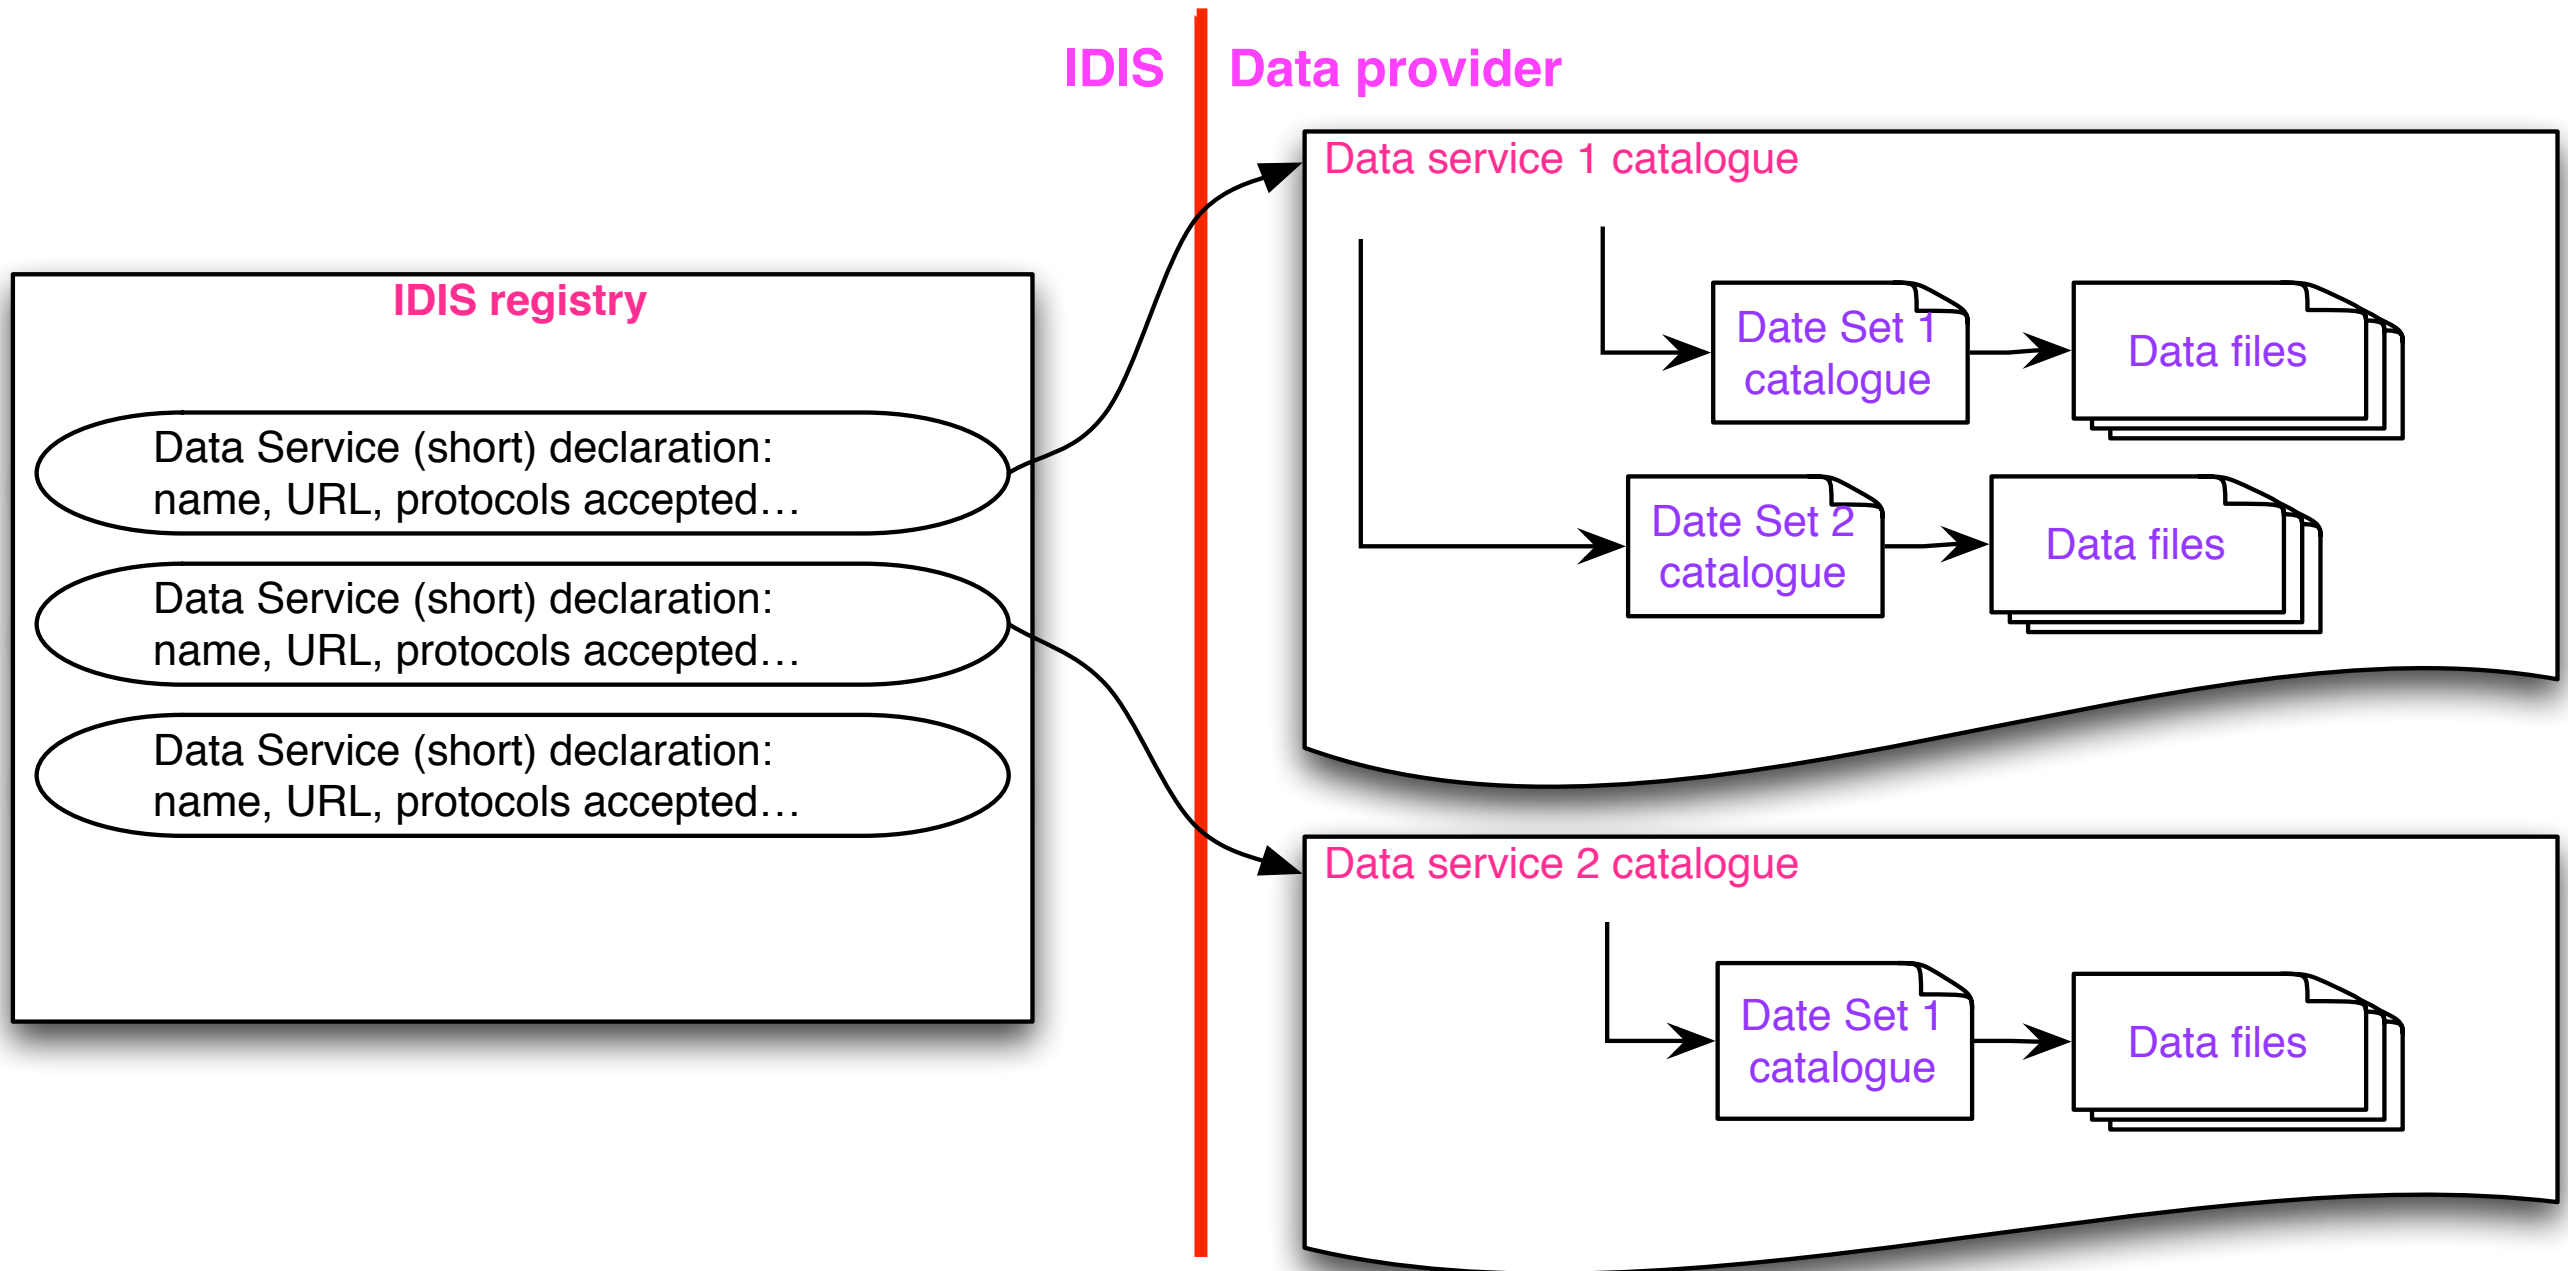 IDIS
Data provider
IDIS registry
Data Service (short) declaration:
name, URL, protocols accepted…
Data Service (short) declaration:
name, URL, protocols accepted…
Data Service (short) declaration:
name, URL, protocols accepted…
Data service 1 catalogue
Date Set 1
catalogue
Data files
Date Set 2
catalogue
Data files
Data service 2 catalogue
Date Set 1
catalogue
Data files